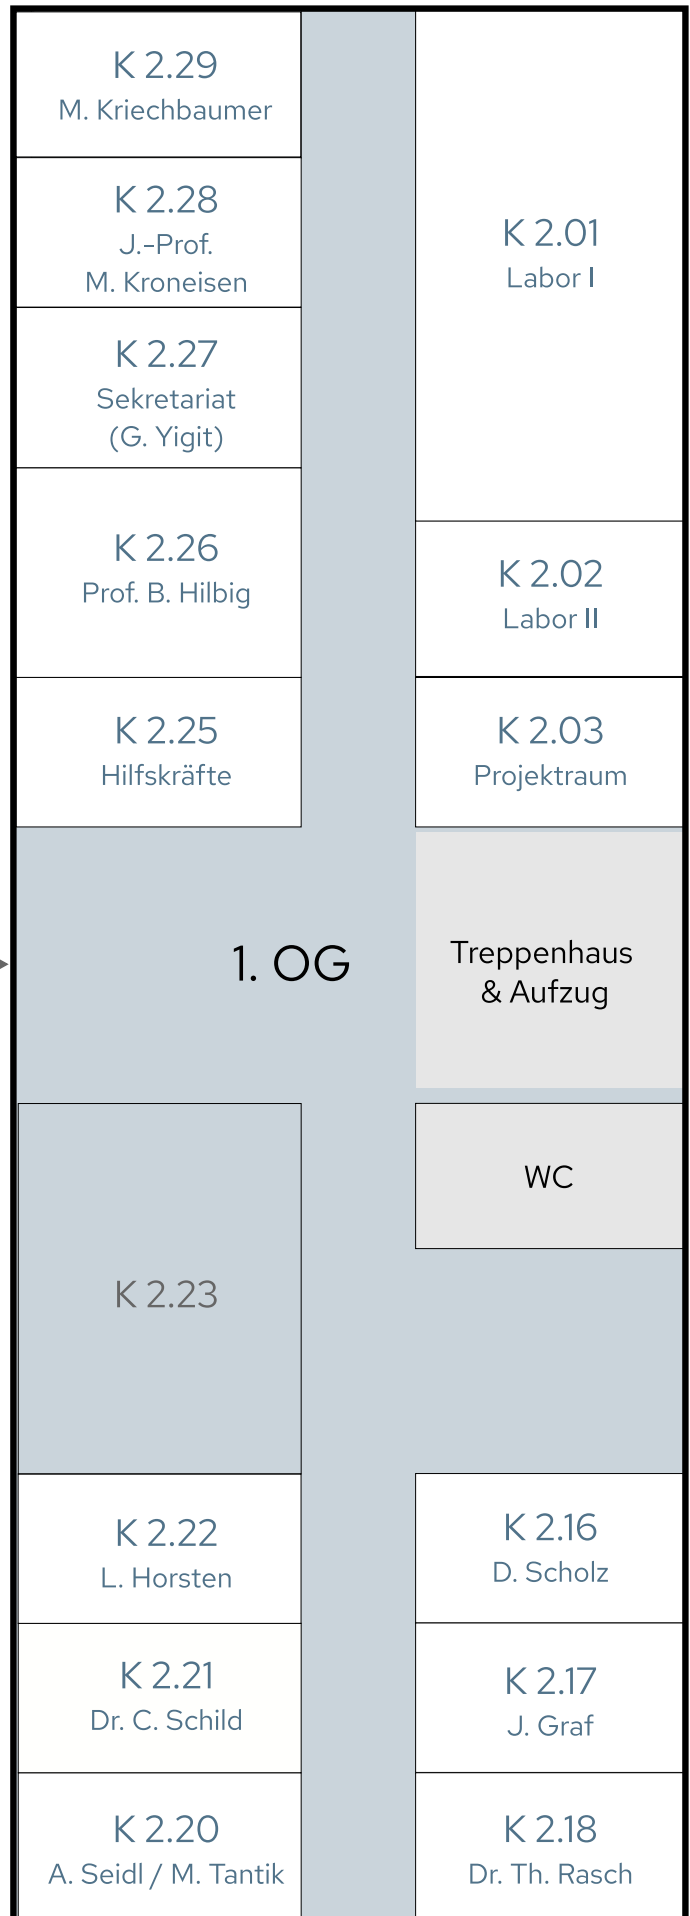 K 2.29
M. Kriechbaumer
K 2.28
J.-Prof.
M. Kroneisen
K 2.27
Sekretariat
(G. Yigit)
K 2.26
Prof. B. Hilbig
K 2.25
Hilfskräfte
K 2.01
Labor I
K 2.02
Labor II
K 2.03
Projektraum
1. OG
Treppenhaus
& Aufzug
WC
K 2.23
K 2.22
L. Horsten
K 2.21
Dr. C. Schild
K 2.20
A. Seidl / M. Tantik
K 2.16
D. Scholz
K 2.17
J. Graf
K 2.18
Dr. Th. Rasch